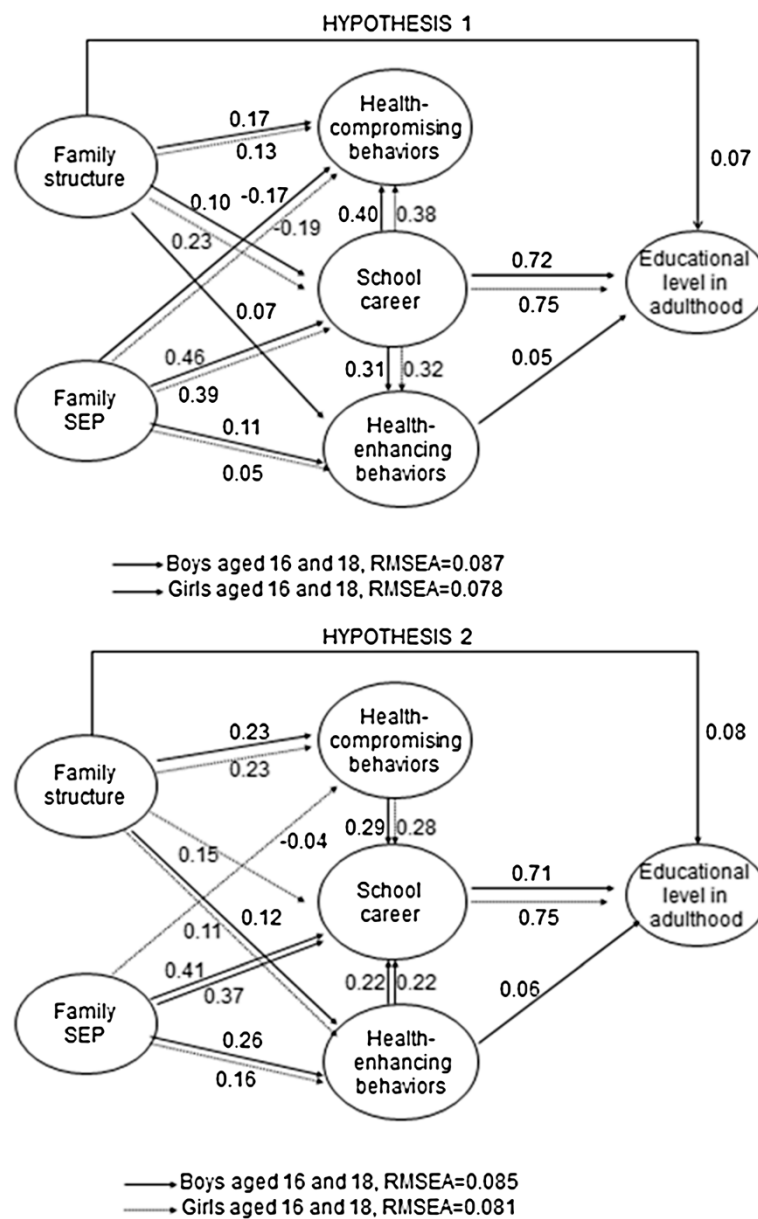 HYPOTHESIS 1
Health-
compromising
behaviors
Family
structure
0.17
0.13
0.10
-0.17
0.23
-0.19
0.40
0.38
0.07
School
career
0.72
0.75
Educational
level in
adulthood
0.07
0.46
0.39
0.31
0.32
0.05
Family
SEP
0.11
0.05
Health-
enhancing
behaviors
Boys aged 16 and 18, RMSEA=0.087
Girls aged 16 and 18, RMSEA=0.078
HYPOTHESIS 2
Health-
compromising
behaviors
Family
structure
0.23
0.23
0.08
0.29
0.28
-0.04
0.15
School
career
0.71
0.75
Educational
level in
adulthood
0.12
0.11
0.41
0.37
0.22
0.22
0.06
Family
SEP
0.26
0.16
Health-
enhancing
behaviors
Boys aged 16 and 18, RMSEA=0.085
Girls aged 16 and 18, RMSEA=0.081